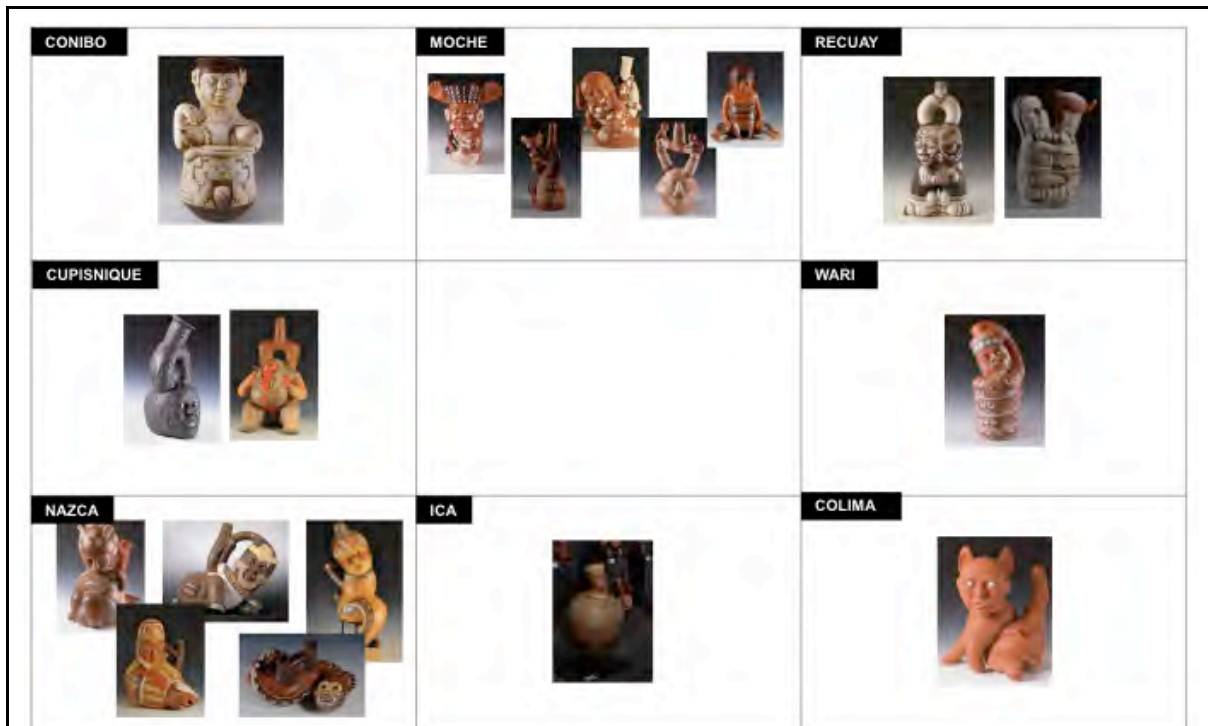 CONIBO
MOCHE
RECUAY
CUPISNIQUE
WARI
NAZCA
ICA
COLIMA